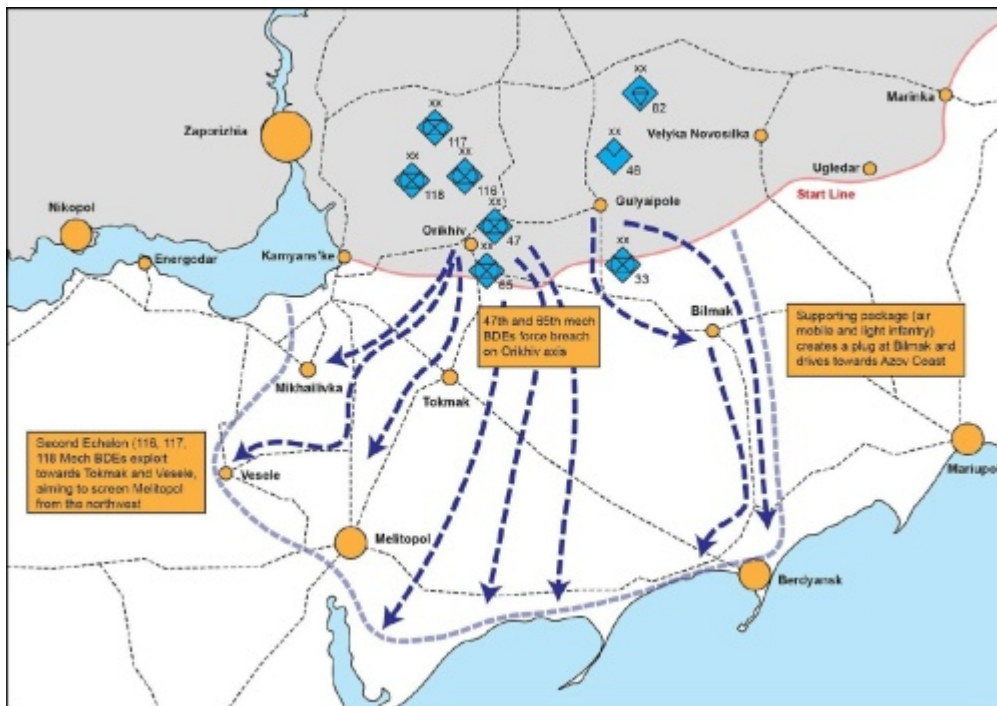 xx
82
Marinka
xx
117
Zaporizhia
Velyka Novosilka
xx
48
xx
118
xx
116
Ugledar
Start Line
Nikopol
Gulyaipole
xx
47
Orikhiv
Kamyans'ke
Energodar
xx
65
xx
33
47th and 65th mech
BDEs force breach
on Orikhiv axis
Bilmak
Supporting package (air
mobile and light infantry)
creates a plug at Bilmak and
drives towards Azov Coast
Mikhailivka
Tokmak
Second Echelon (116, 117,
118 Mech BDEs exploit
towards Tokmak and Vesele,
aiming to screen Melitopol
from the northwest
Vesele
Mariupol
Melitopol
Berdyansk